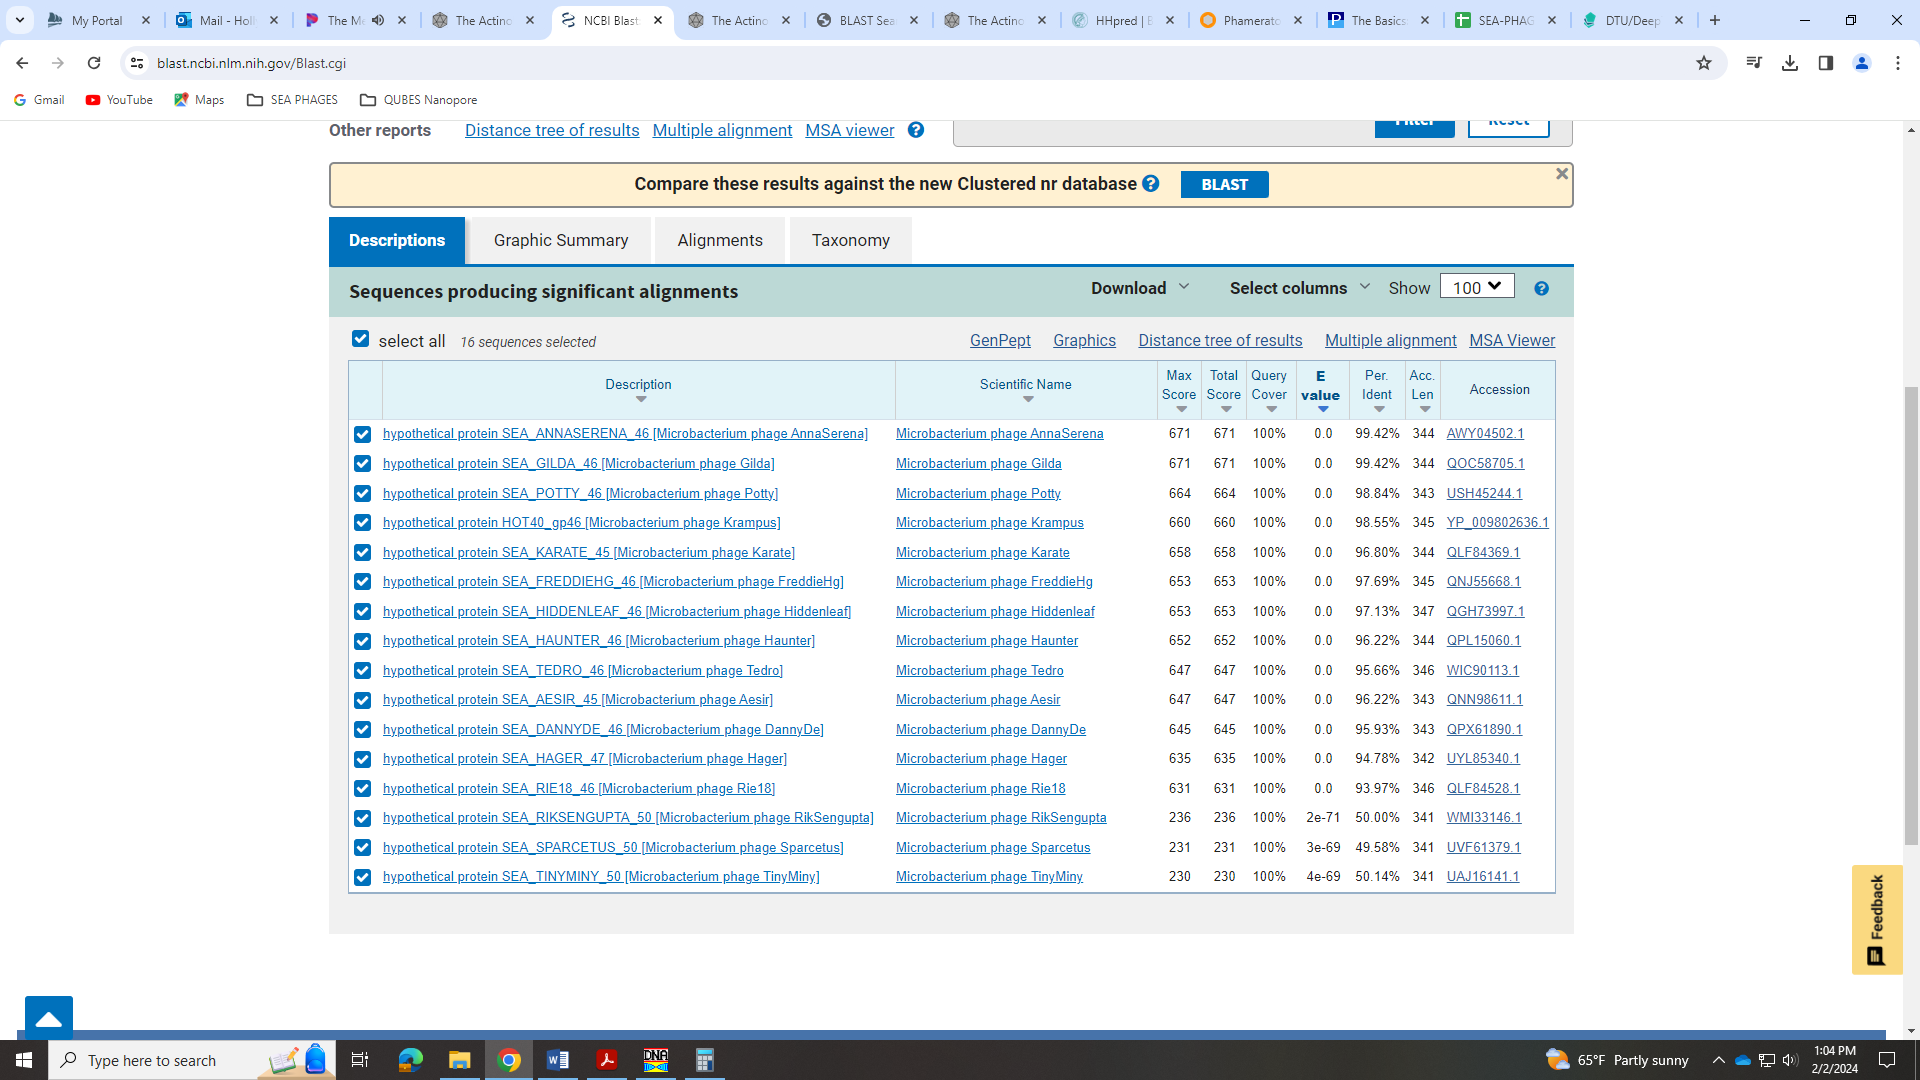 My Portal
Mail - Holl
The Me
The Actino
NCBI Blast
The Actino
BLAST Sea
The Actino
HHpred | B
Phamerato
The Basics
SEA-PHAG
DTU/Deep
blast.ncbi.nlm.nih.gov/Blast.cgi
Gmail YouTube Maps SEA PHAGES QUBES Nanopore
Other reports Distance tree of results Multiple alignment MSA viewer
Filter Reset
Compare these results against the new Clustered nr database BLAST
Descriptions Graphic Summary Alignments Taxonomy
Sequences producing significant alignments Download Select columns Show 100
select all 16 sequences selected GenPept Graphics Distance tree of results Multiple alignment MSA Viewer
Description Scientific Name Max Score Total Score Query Cover E value Per. Ident Acc. Len Accession
hypothetical protein SEA_ANNASERENA_46 [Microbacterium phage AnnaSerena] Microbacterium phage AnnaSerena 671 671 100% 0.0 99.42% 344 AWY04502.1
hypothetical protein SEA_GILDA_46 [Microbacterium phage Gilda] Microbacterium phage Gilda 671 671 100% 0.0 99.42% 344 QOC58705.1
hypothetical protein SEA_POTTY_46 [Microbacterium phage Potty] Microbacterium phage Potty 664 664 100% 0.0 98.84% 343 USH45244.1
hypothetical protein HOT40_gp46 [Microbacterium phage Krampus] Microbacterium phage Krampus 660 660 100% 0.0 98.55% 345 YP_009802636.1
hypothetical protein SEA_KARATE_45 [Microbacterium phage Karate] Microbacterium phage Karate 658 658 100% 0.0 96.80% 344 QLF84369.1
hypothetical protein SEA_FREDDIEHG_46 [Microbacterium phage FreddieHg] Microbacterium phage FreddieHg 653 653 100% 0.0 97.69% 345 QNJ55668.1
hypothetical protein SEA_HIDDENLEAF_46 [Microbacterium phage Hiddenleaf] Microbacterium phage Hiddenleaf 653 653 100% 0.0 97.13% 347 QGH73997.1
hypothetical protein SEA_HAUNTER_46 [Microbacterium phage Haunter] Microbacterium phage Haunter 652 652 100% 0.0 96.22% 344 QPL15060.1
hypothetical protein SEA_TEDRO_46 [Microbacterium phage Tedro] Microbacterium phage Tedro 647 647 100% 0.0 95.66% 346 WIC90113.1
hypothetical protein SEA_AESIR_45 [Microbacterium phage Aesir] Microbacterium phage Aesir 647 647 100% 0.0 96.22% 343 QNN98611.1
hypothetical protein SEA_DANNYDE_46 [Microbacterium phage DannyDe] Microbacterium phage DannyDe 645 645 100% 0.0 95.93% 343 QPX61890.1
hypothetical protein SEA_HAGER_47 [Microbacterium phage Hager] Microbacterium phage Hager 635 635 100% 0.0 94.78% 342 UYL85340.1
hypothetical protein SEA_RIE18_46 [Microbacterium phage Rie18] Microbacterium phage Rie18 631 631 100% 0.0 93.97% 346 QLF84528.1
hypothetical protein SEA_RIKSENGUPTA_50 [Microbacterium phage RikSengupta] Microbacterium phage RikSengupta 236 236 100% 2e-71 50.00% 341 WMI33146.1
hypothetical protein SEA_SPARCETUS_50 [Microbacterium phage Sparcetus] Microbacterium phage Sparcetus 231 231 100% 3e-69 49.58% 341 UVF61379.1
hypothetical protein SEA_TINYMINY_50 [Microbacterium phage TinyMiny] Microbacterium phage TinyMiny 230 230 100% 4e-69 50.14% 341 UAJ16141.1
Feedback
Type here to search
DNA
65°F Partly sunny
1:04 PM
2/2/2024